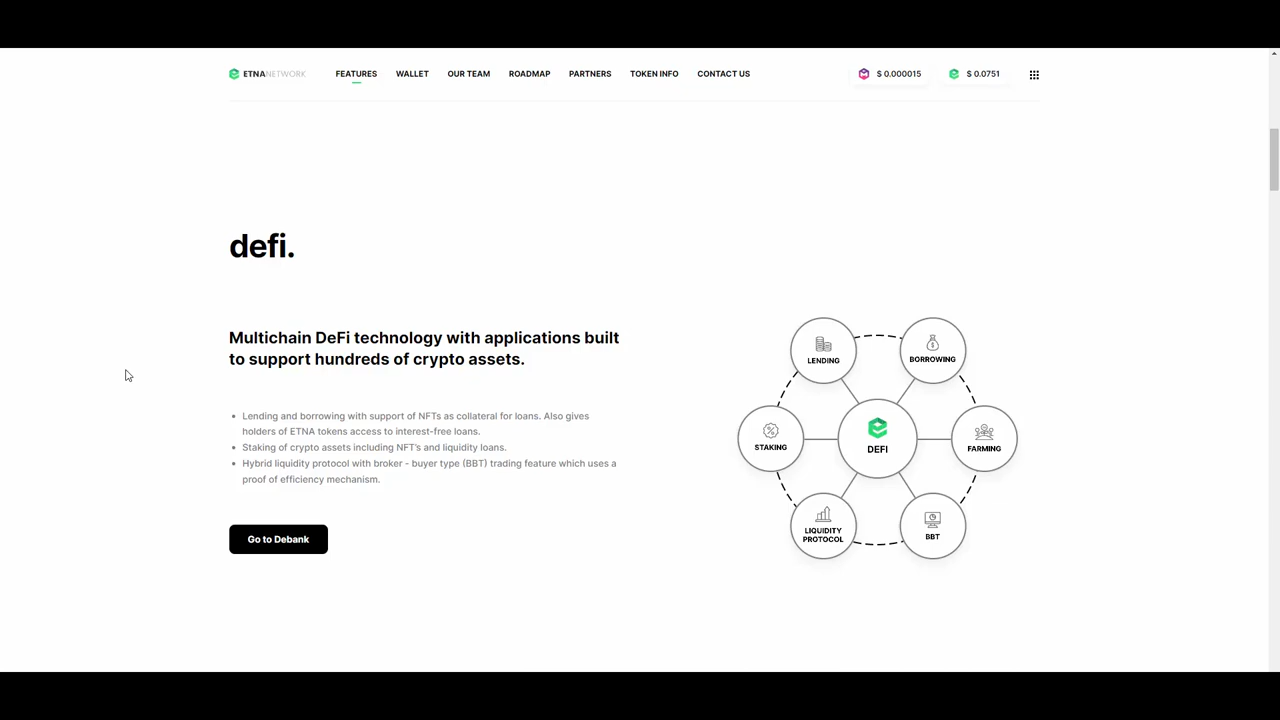 ETNANETWORK FEATURES WALLET OUR TEAM ROADMAP PARTNERS TOKEN INFO CONTACT US $ 0.000015 $ 0.0751
defi.
Multichain DeFi technology with applications built
to support hundreds of crypto assets.
• Lending and borrowing with support of NFTs as collateral for loans. Also gives
holders of ETNA tokens access to interest-free loans.
• Staking of crypto assets including NFT's and liquidity loans.
• Hybrid liquidity protocol with broker - buyer type (BBT) trading feature which uses a
proof of efficiency mechanism.
Go to Debank
LENDING
BORROWING
STAKING
DEFI
FARMING
LIQUIDITY
PROTOCOL
BBT